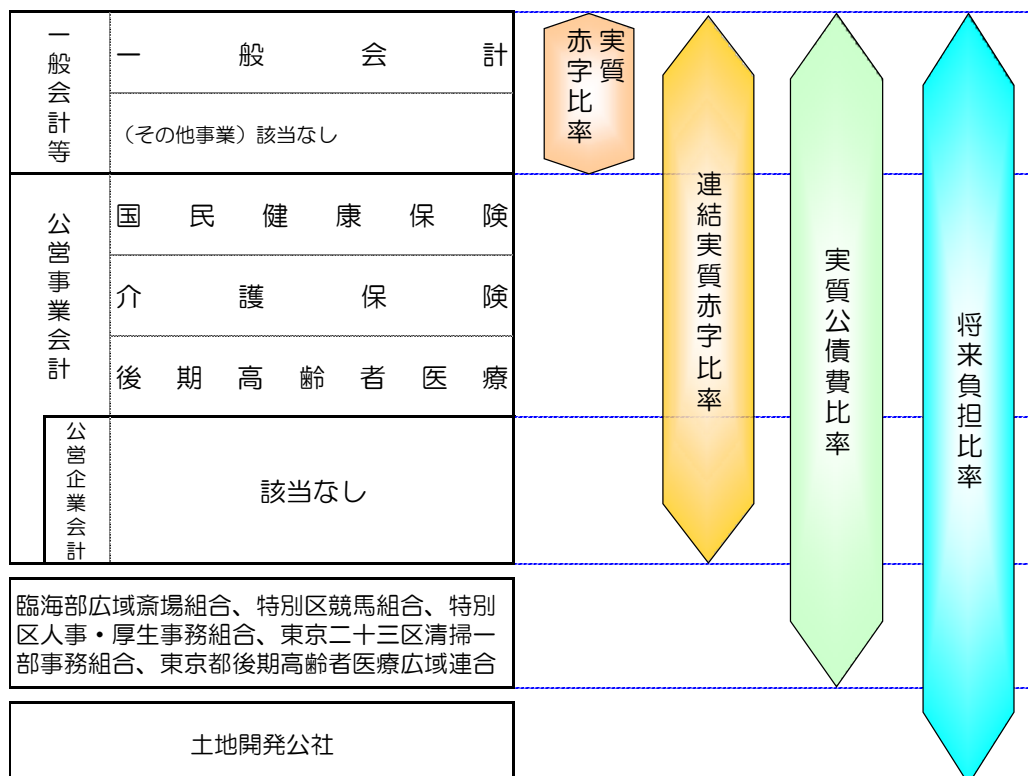 一般会計等
一般会計
（その他事業）該当なし
公営事業会計
国民健康保険
介護保険
後期高齢者医療
公営企業会計
該当なし
臨海部広域斎場組合、特別区競馬組合、特別
区人事・厚生事務組合、東京二十三区清掃一
部事務組合、東京都後期高齢者医療広域連合
土地開発公社
実質
赤字比率
連結実質赤字比率
実質公債費比率
将来負担比率